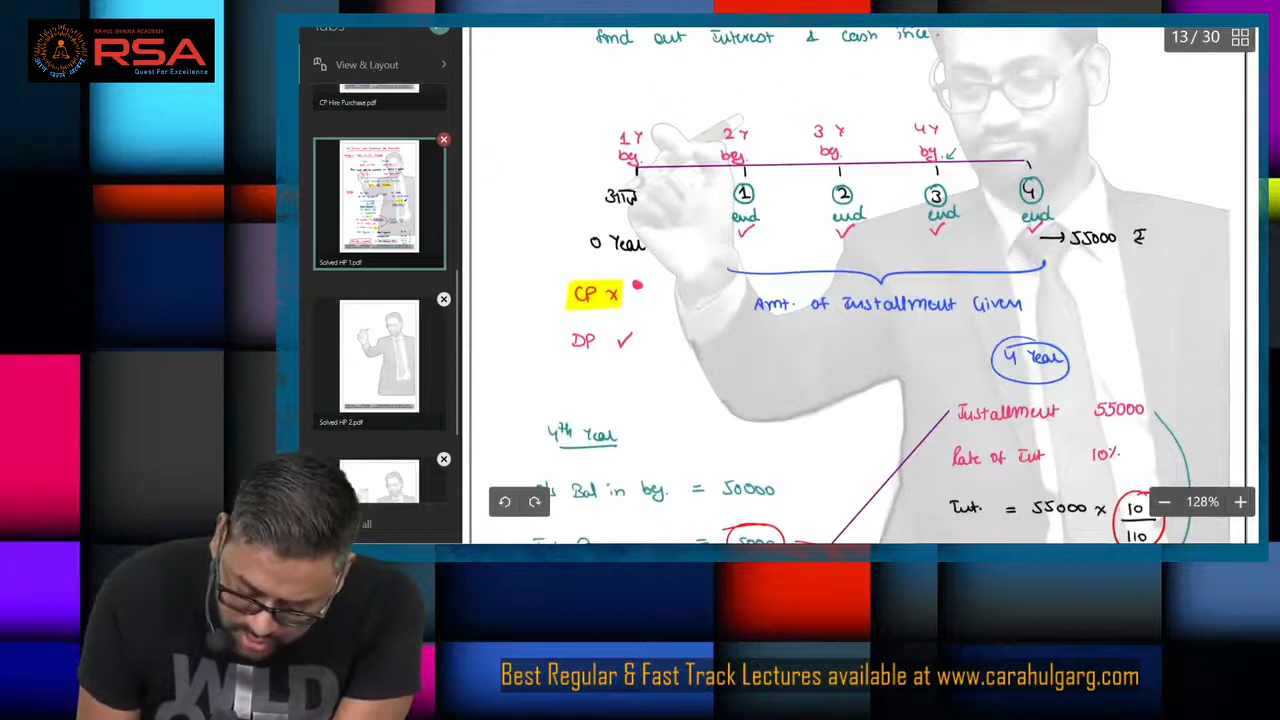 RAHUL SHIKHA ACADEMY
RSA
Quest For Excellence
View & Layout
CP Hire Purchase.pdf
Solved HP 1.pdf
Solved HP 2.pdf
all
13 / 30
128%
find out Interest & Cash
1 Y 2 Y 3 Y 4 Y
beg. beg. beg. beg.
आज 1 2 3 4
end end end end
0 Year
→ 55000 Σ
CP x
Amt. of Installment Given
DP ✓
4 Year
Installment 55000
4th Year
Rate of Int 10%
Bal in beg. = 50000
Int. = 55000 × 10/110
= 5000
Best Regular & Fast Track Lectures available at www.carahulgarg.com